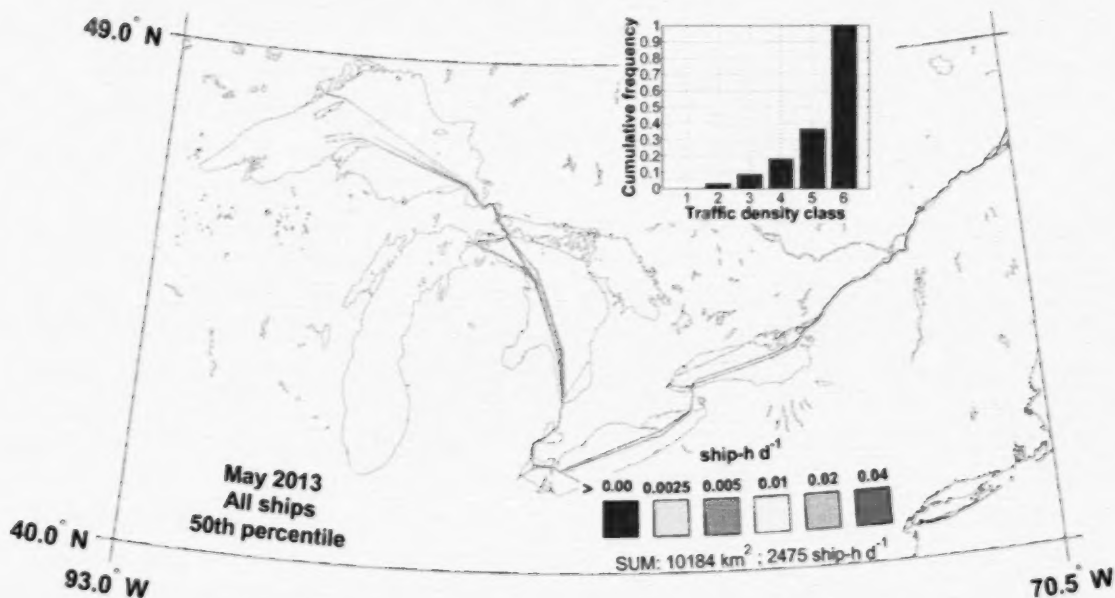 49.0° N
Cumulative frequency
1
0.9
0.8
0.7
0.6
0.5
0.4
0.3
0.2
0.1
0
1 2 3 4 5 6
Traffic density class
May 2013
All ships
50th percentile
ship-h d⁻¹
> 0.00 0.0025 0.005 0.01 0.02 0.04
SUM: 10184 km² ; 2475 ship-h d⁻¹
40.0° N
93.0° W
70.5° W